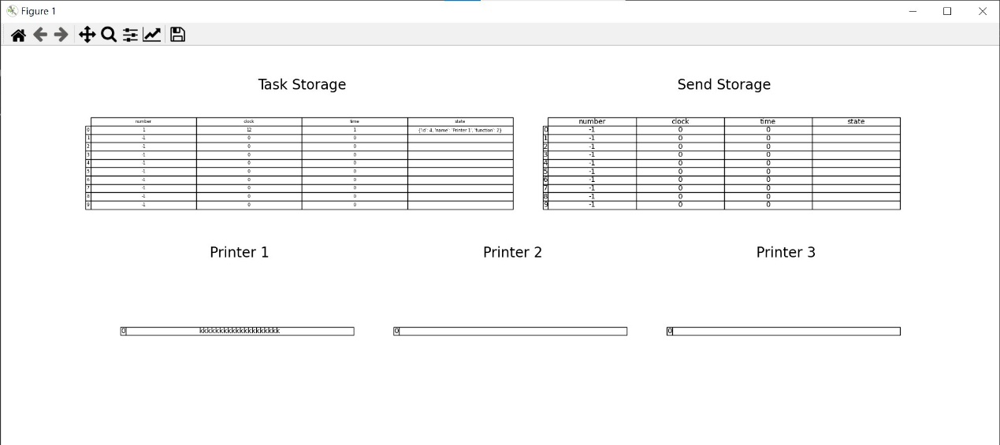 Figure 1
Task Storage
number clock time state
0 1 12 1 {'id': 4, 'name': 'Printer 1', 'function': 2}
1 -1 0 0
2 -1 0 0
3 -1 0 0
4 -1 0 0
5 -1 0 0
6 -1 0 0
7 -1 0 0
8 -1 0 0
9 -1 0 0
Send Storage
number clock time state
0 -1 0 0
1 -1 0 0
2 -1 0 0
3 -1 0 0
4 -1 0 0
5 -1 0 0
6 -1 0 0
7 -1 0 0
8 -1 0 0
9 -1 0 0
Printer 1
0 kkkkkkkkkkkkkkkkkkkk
Printer 2
0
Printer 3
0